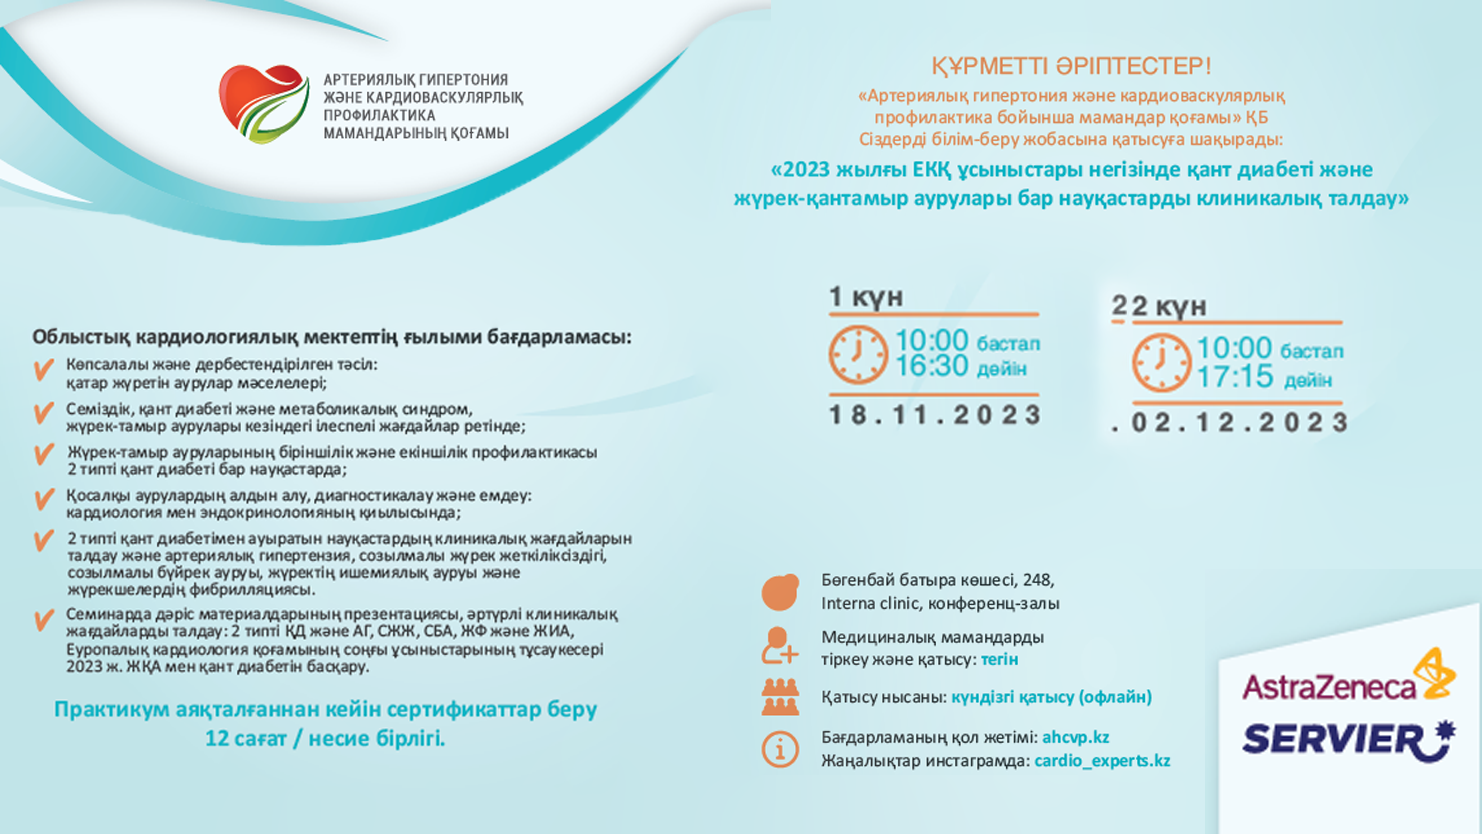 АРТЕРИЯЛЫҚ ГИПЕРТОНИЯ
ЖӘНЕ КАРДИОВАСКУЛЯРЛҚ
ПРОФИЛАКТИКА
МАМАНДАРЫНЫҢ ҚОҒАМЫ
Облыстық кардиологиялық мектептің ғылыми бағдарламасы:
Көпсалалы және дербестендірілген тәсіл:
қатар жүретін аурулар мәселелері;
Семіздік, қант диабеті және метаболикалық синдром,
жүрек-тамыр аурулары кезіндегі ілеспелі жағдайлар ретінде;
Жүрек-тамыр ауруларының біріншілік және екіншілік профилактикасы
2 типті қант диабеті бар науқастарда;
Қосалқы аурулардың алдын алу, диагностикалау және емдеу:
кардиология мен эндокринологияның қиылысында;
2 типті қант диабетімен ауыратын науқастардың клиникалық жағдайларын
талдау және артериялық гипертензия, созылмалы жүрек жеткіліксіздігі,
созылмалы бүйрек ауруы, жүректің ишемиялық ауруы және
жүрекшелердің фибрилляциясы.
Семинарда дәріс материалдарының презентациясы, әртүрлі клиникалық
жағдайларды талдау: 2 типті ҚД және АГ, СЖЖ, СБА, ЖФ және ЖИА,
Еуропалық кардиология қоғамының соңғы ұсыныстарының тұсаукесері
2023 ж. ЖҚА мен қант диабетін басқару.
Практикум аяқталғаннан кейін сертификаттар беру
12 сағат / несие бірлігі.
ҚҰРМЕТТІ ӘРІПТЕСТЕР!
«Артериялық гипертония және кардиоваскулярлық
профилактика бойынша мамандар қоғамы» ҚБ
Сіздерді білім-беру жобасына қатысуға шақырады:
«2023 жылғы ЕКҚ ұсыныстары негізінде қант диабеті және
жүрек-қантамыр аурулары бар науқастарды клиникалық талдау»
1 күн
10:00 бастап
16:30 дейін
18.11.2023
2 2 күн
10:00 бастап
17:15 дейін
.02.12.2023
Бөгенбай батыра көшесі, 248,
Interna clinic, конференц-залы
Медициналық мамандарды
тіркеу және қатысу: тегін
Қатысу нысаны: күндізгі қатысу (офлайн)
Бағдарламаның қол жетімі: ahcvp.kz
Жаңалықтар инстаграмда: cardio_experts.kz
AstraZeneca
SERVIER